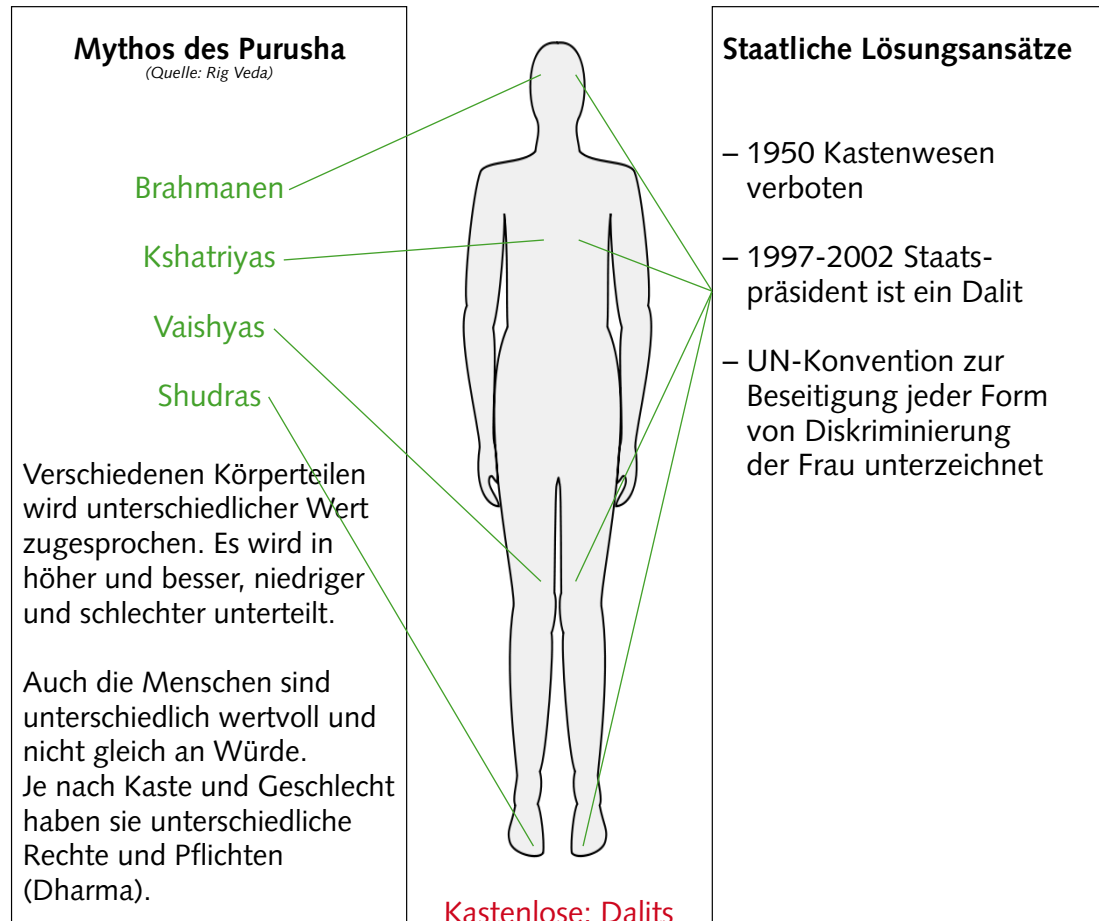 Mythos des Purusha
(Quelle: Rig Veda)
Brahmanen
Kshatriyas
Vaishyas
Shudras
Verschiedenen Körperteilen
wird unterschiedlicher Wert
zugesprochen. Es wird in
höher und besser, niedriger
und schlechter unterteilt.
Auch die Menschen sind
unterschiedlich wertvoll und
nicht gleich an Würde.
Je nach Kaste und Geschlecht
haben sie unterschiedliche
Rechte und Pflichten
(Dharma).
Kastenlose: Dalits
Staatliche Lösungsansätze
– 1950 Kastenwesen
verboten
– 1997-2002 Staats-
präsident ist ein Dalit
– UN-Konvention zur
Beseitigung jeder Form
von Diskriminierung
der Frau unterzeichnet